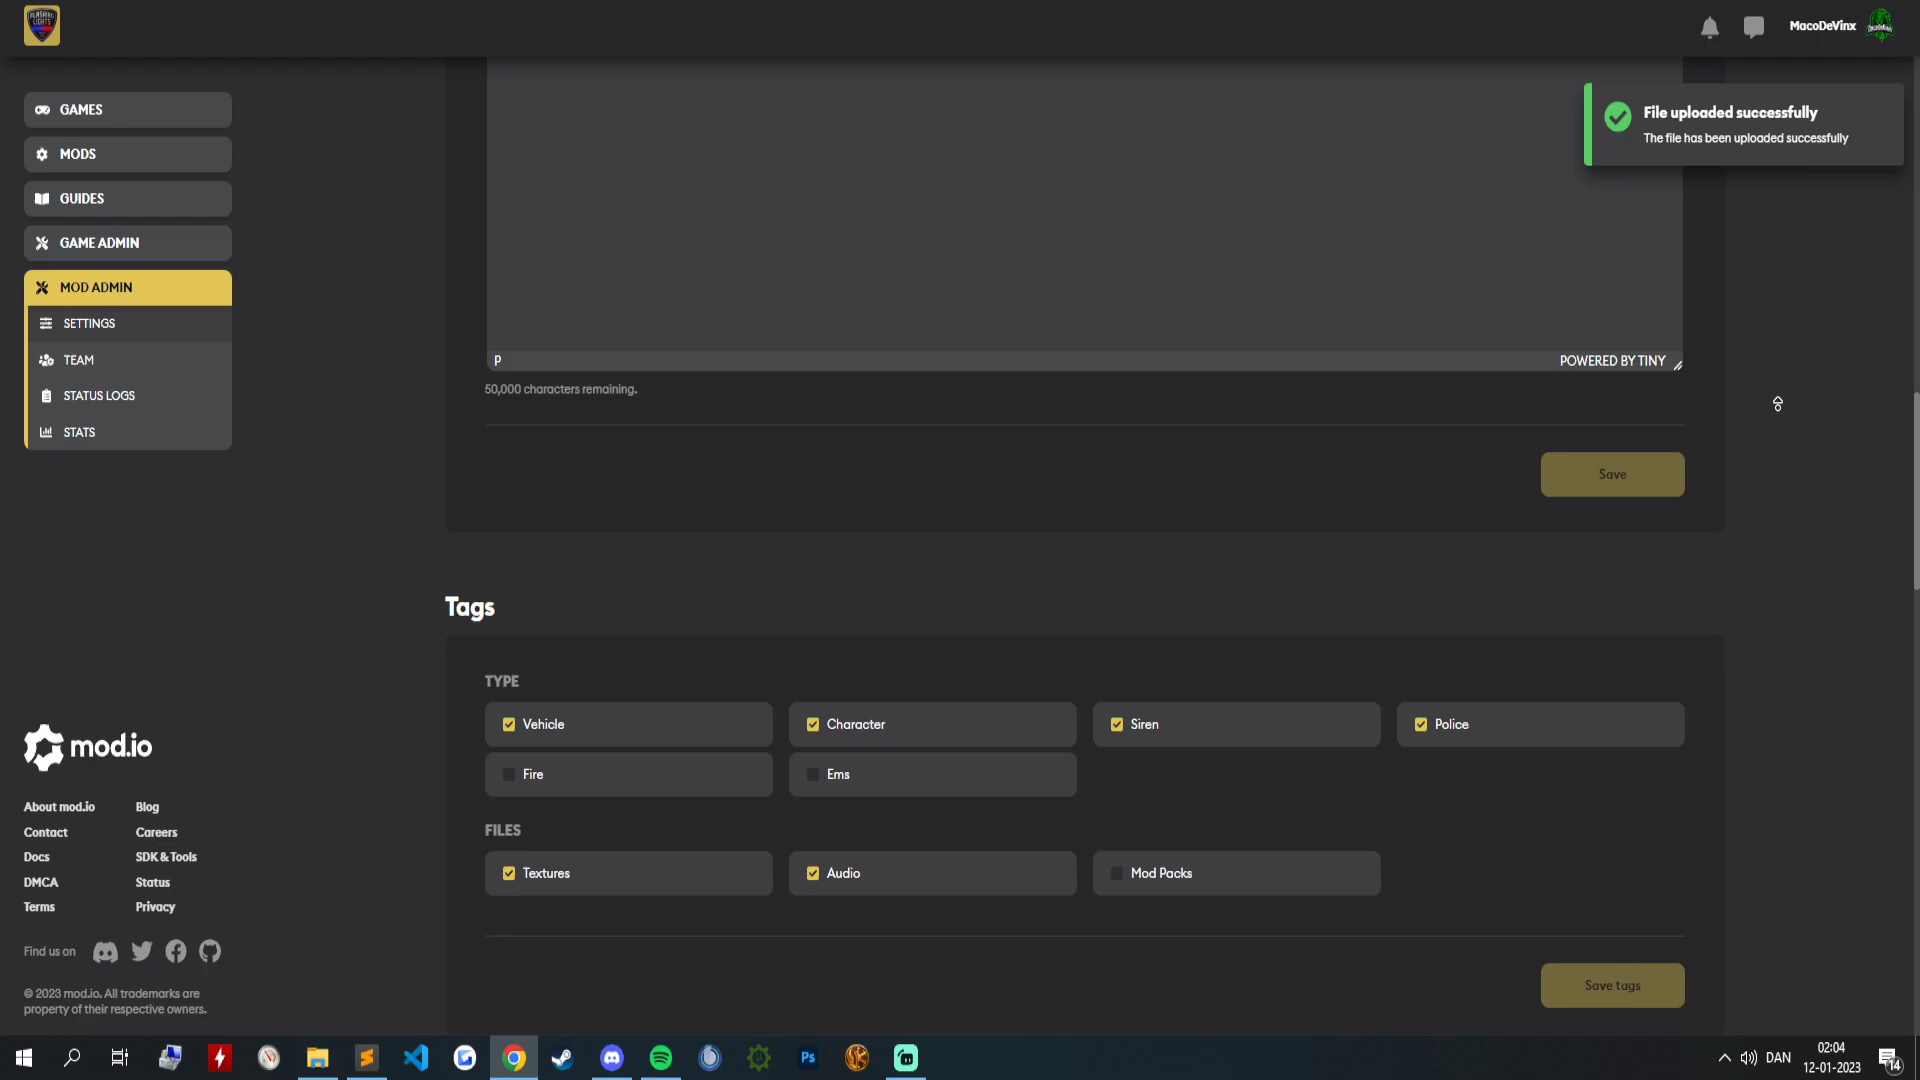 FLASHING
LIGHTS
MacoDeVinx
GAMES
MODS
GUIDES
GAME ADMIN
MOD ADMIN
SETTINGS
TEAM
STATUS LOGS
STATS
File uploaded successfully
The file has been uploaded successfully
P
POWERED BY TINY
50,000 characters remaining.
Save
Tags
TYPE
Vehicle
Character
Siren
Police
Fire
Ems
FILES
Textures
Audio
Mod Packs
Save tags
mod.io
About mod.io
Blog
Contact
Careers
Docs
SDK & Tools
DMCA
Status
Terms
Privacy
Find us on
© 2023 mod.io. All trademarks are
property of their respective owners.
Ps
DAN
02:04
12-01-2023
14